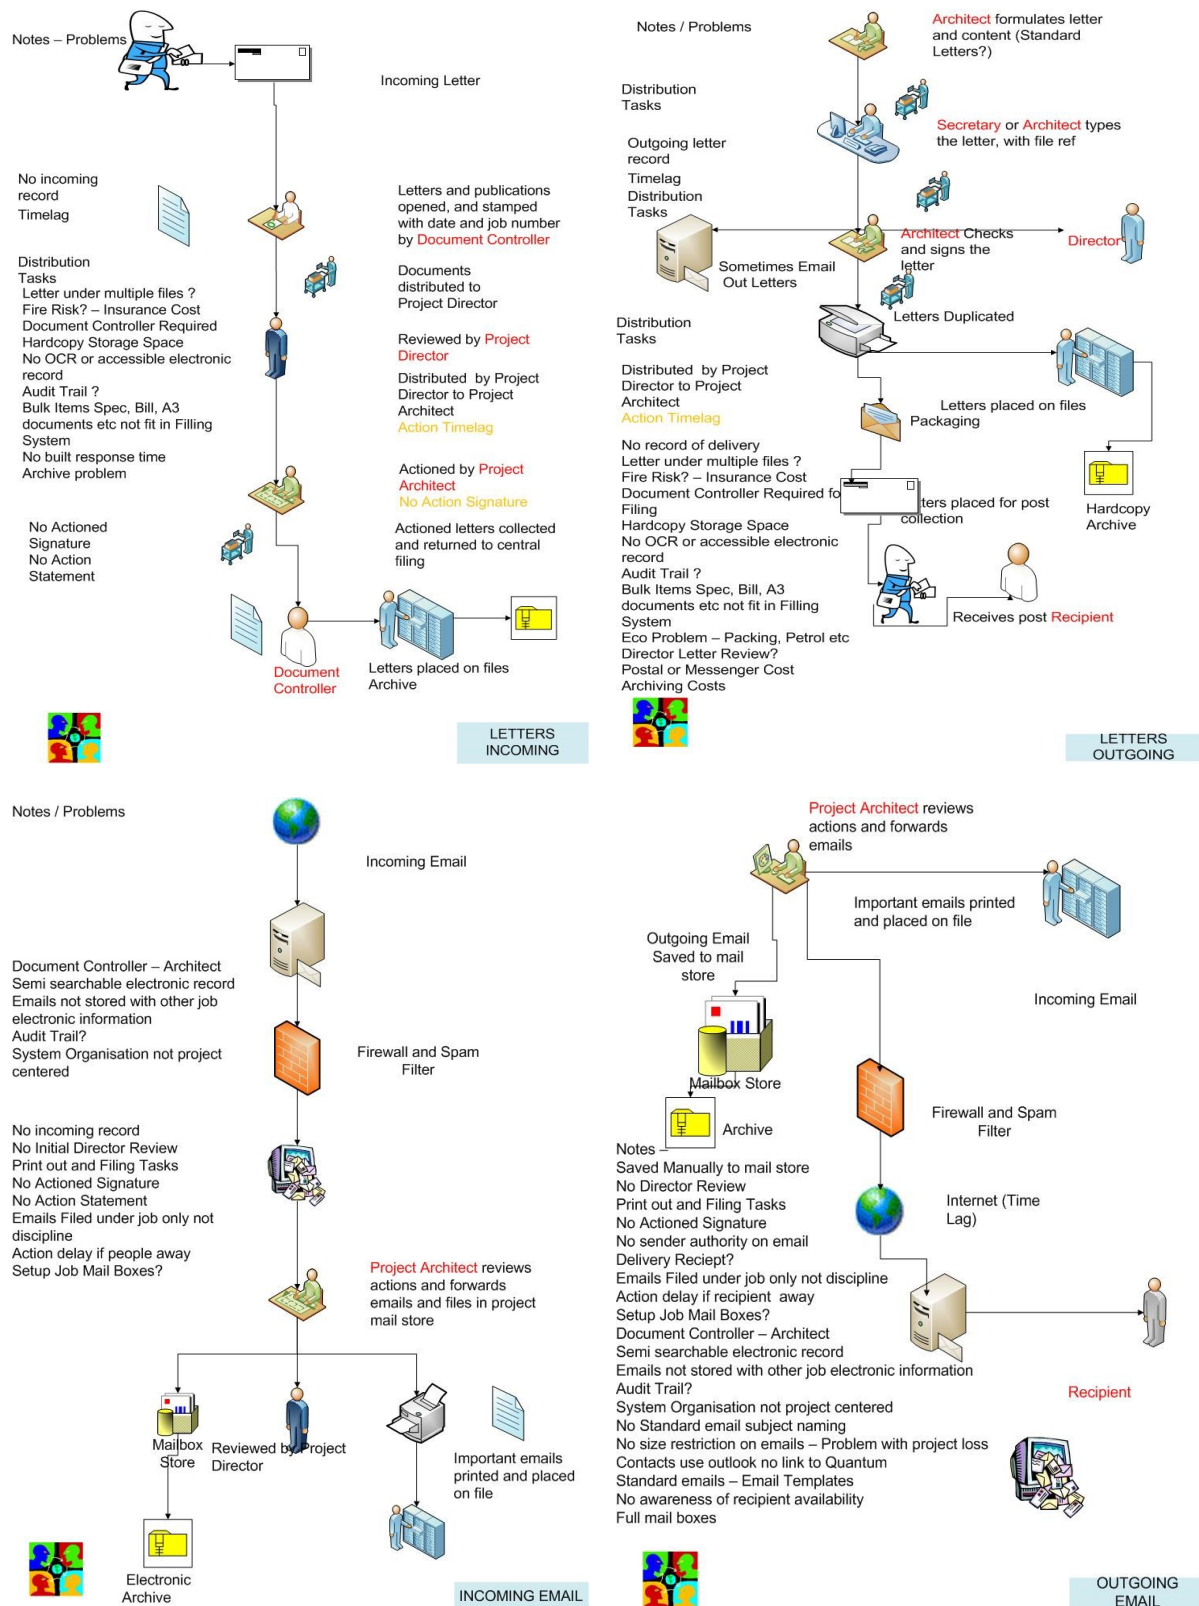 Notes – Problems
Incoming Letter
No incoming
record
Timelag
Letters and publications
opened, and stamped
with date and job number
by Document Controller
Distribution
Tasks
Letter under multiple files ?
Fire Risk? – Insurance Cost
Document Controller Required
Hardcopy Storage Space
No OCR or accessible electronic
record
Audit Trail ?
Bulk Items Spec, Bill, A3
documents etc not fit in Filling
System
No built response time
Archive problem
Documents
distributed to
Project Director
Reviewed by Project
Director
Distributed by Project
Director to Project
Architect
Action Timelag
Actioned by Project
Architect
No Action Signature
No Actioned
Signature
No Action
Statement
Actioned letters collected
and returned to central
filing
Document
Controller
Letters placed on files
Archive
LETTERS
INCOMING
Notes / Problems
Architect formulates letter
and content (Standard
Letters?)
Distribution
Tasks
Secretary or Architect types
the letter, with file ref
Outgoing letter
record
Timelag
Distribution
Tasks
Architect Checks
and signs the
letter
Director
Sometimes Email
Out Letters
Letters Duplicated
Distribution
Tasks
Distributed by Project
Director to Project
Architect
Action Timelag
Letters placed on files
Packaging
No record of delivery
Letter under multiple files ?
Fire Risk? – Insurance Cost
Document Controller Required fo
Filing
Hardcopy Storage Space
No OCR or accessible electronic
record
Audit Trail ?
Bulk Items Spec, Bill, A3
documents etc not fit in Filling
System
Eco Problem – Packing, Petrol etc
Director Letter Review?
Postal or Messenger Cost
Archiving Costs
tters placed for post
collection
Hardcopy
Archive
Receives post Recipient
LETTERS
OUTGOING
Notes / Problems
Incoming Email
Document Controller – Architect
Semi searchable electronic record
Emails not stored with other job
electronic information
Audit Trail?
System Organisation not project
centered
Firewall and Spam
Filter
No incoming record
No Initial Director Review
Print out and Filing Tasks
No Actioned Signature
No Action Statement
Emails Filed under job only not
discipline
Action delay if people away
Setup Job Mail Boxes?
Project Architect reviews
actions and forwards
emails and files in project
mail store
Mailbox
Store
Reviewed by Project
Director
Important emails
printed and placed
on file
Electronic
Archive
INCOMING EMAIL
Project Architect reviews
actions and forwards
emails
Important emails printed
and placed on file
Outgoing Email
Saved to mail
store
Incoming Email
Mailbox Store
Archive
Firewall and Spam
Filter
Internet (Time
Lag)
Notes –
Saved Manually to mail store
No Director Review
Print out and Filing Tasks
No Actioned Signature
No sender authority on email
Delivery Reciept?
Emails Filed under job only not discipline
Action delay if recipient away
Setup Job Mail Boxes?
Document Controller – Architect
Semi searchable electronic record
Emails not stored with other job electronic information
Audit Trail?
System Organisation not project centered
No Standard email subject naming
No size restriction on emails – Problem with project loss
Contacts use outlook no link to Quantum
Standard emails – Email Templates
No awareness of recipient availability
Full mail boxes
Recipient
OUTGOING
EMAIL